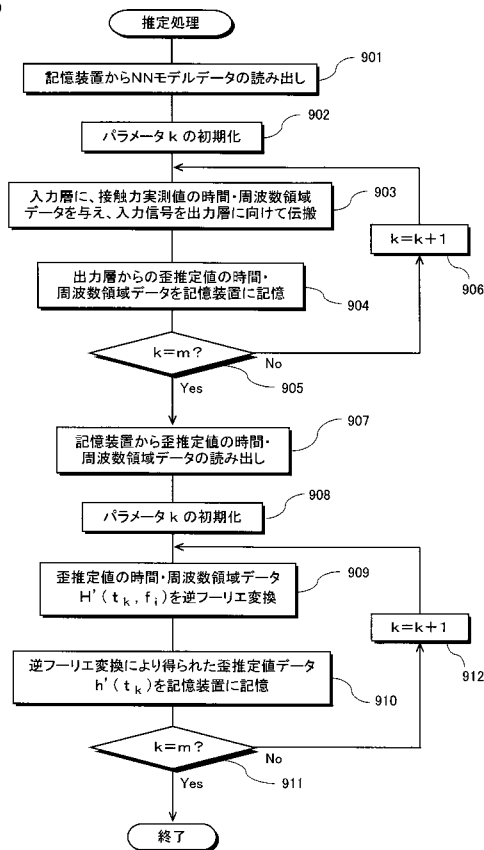 推定処理
記憶装置からNNモデルデータの読み出し
901
パラメータkの初期化
902
入力層に、接触力実測値の時間・周波数領域
データを与え、入力信号を出力層に向けて伝搬
903
k=k+1
906
出力層からの歪推定値の時間・
周波数領域データを記憶装置に記憶
904
k=m?
No
905
Yes
記憶装置から歪推定値の時間・
周波数領域データの読み出し
907
パラメータkの初期化
908
歪推定値の時間・周波数領域データ
H'(tk, fi)を逆フーリエ変換
909
k=k+1
912
逆フーリエ変換により得られた歪推定値データ
h'(tk)を記憶装置に記憶
910
k=m?
No
911
Yes
終了